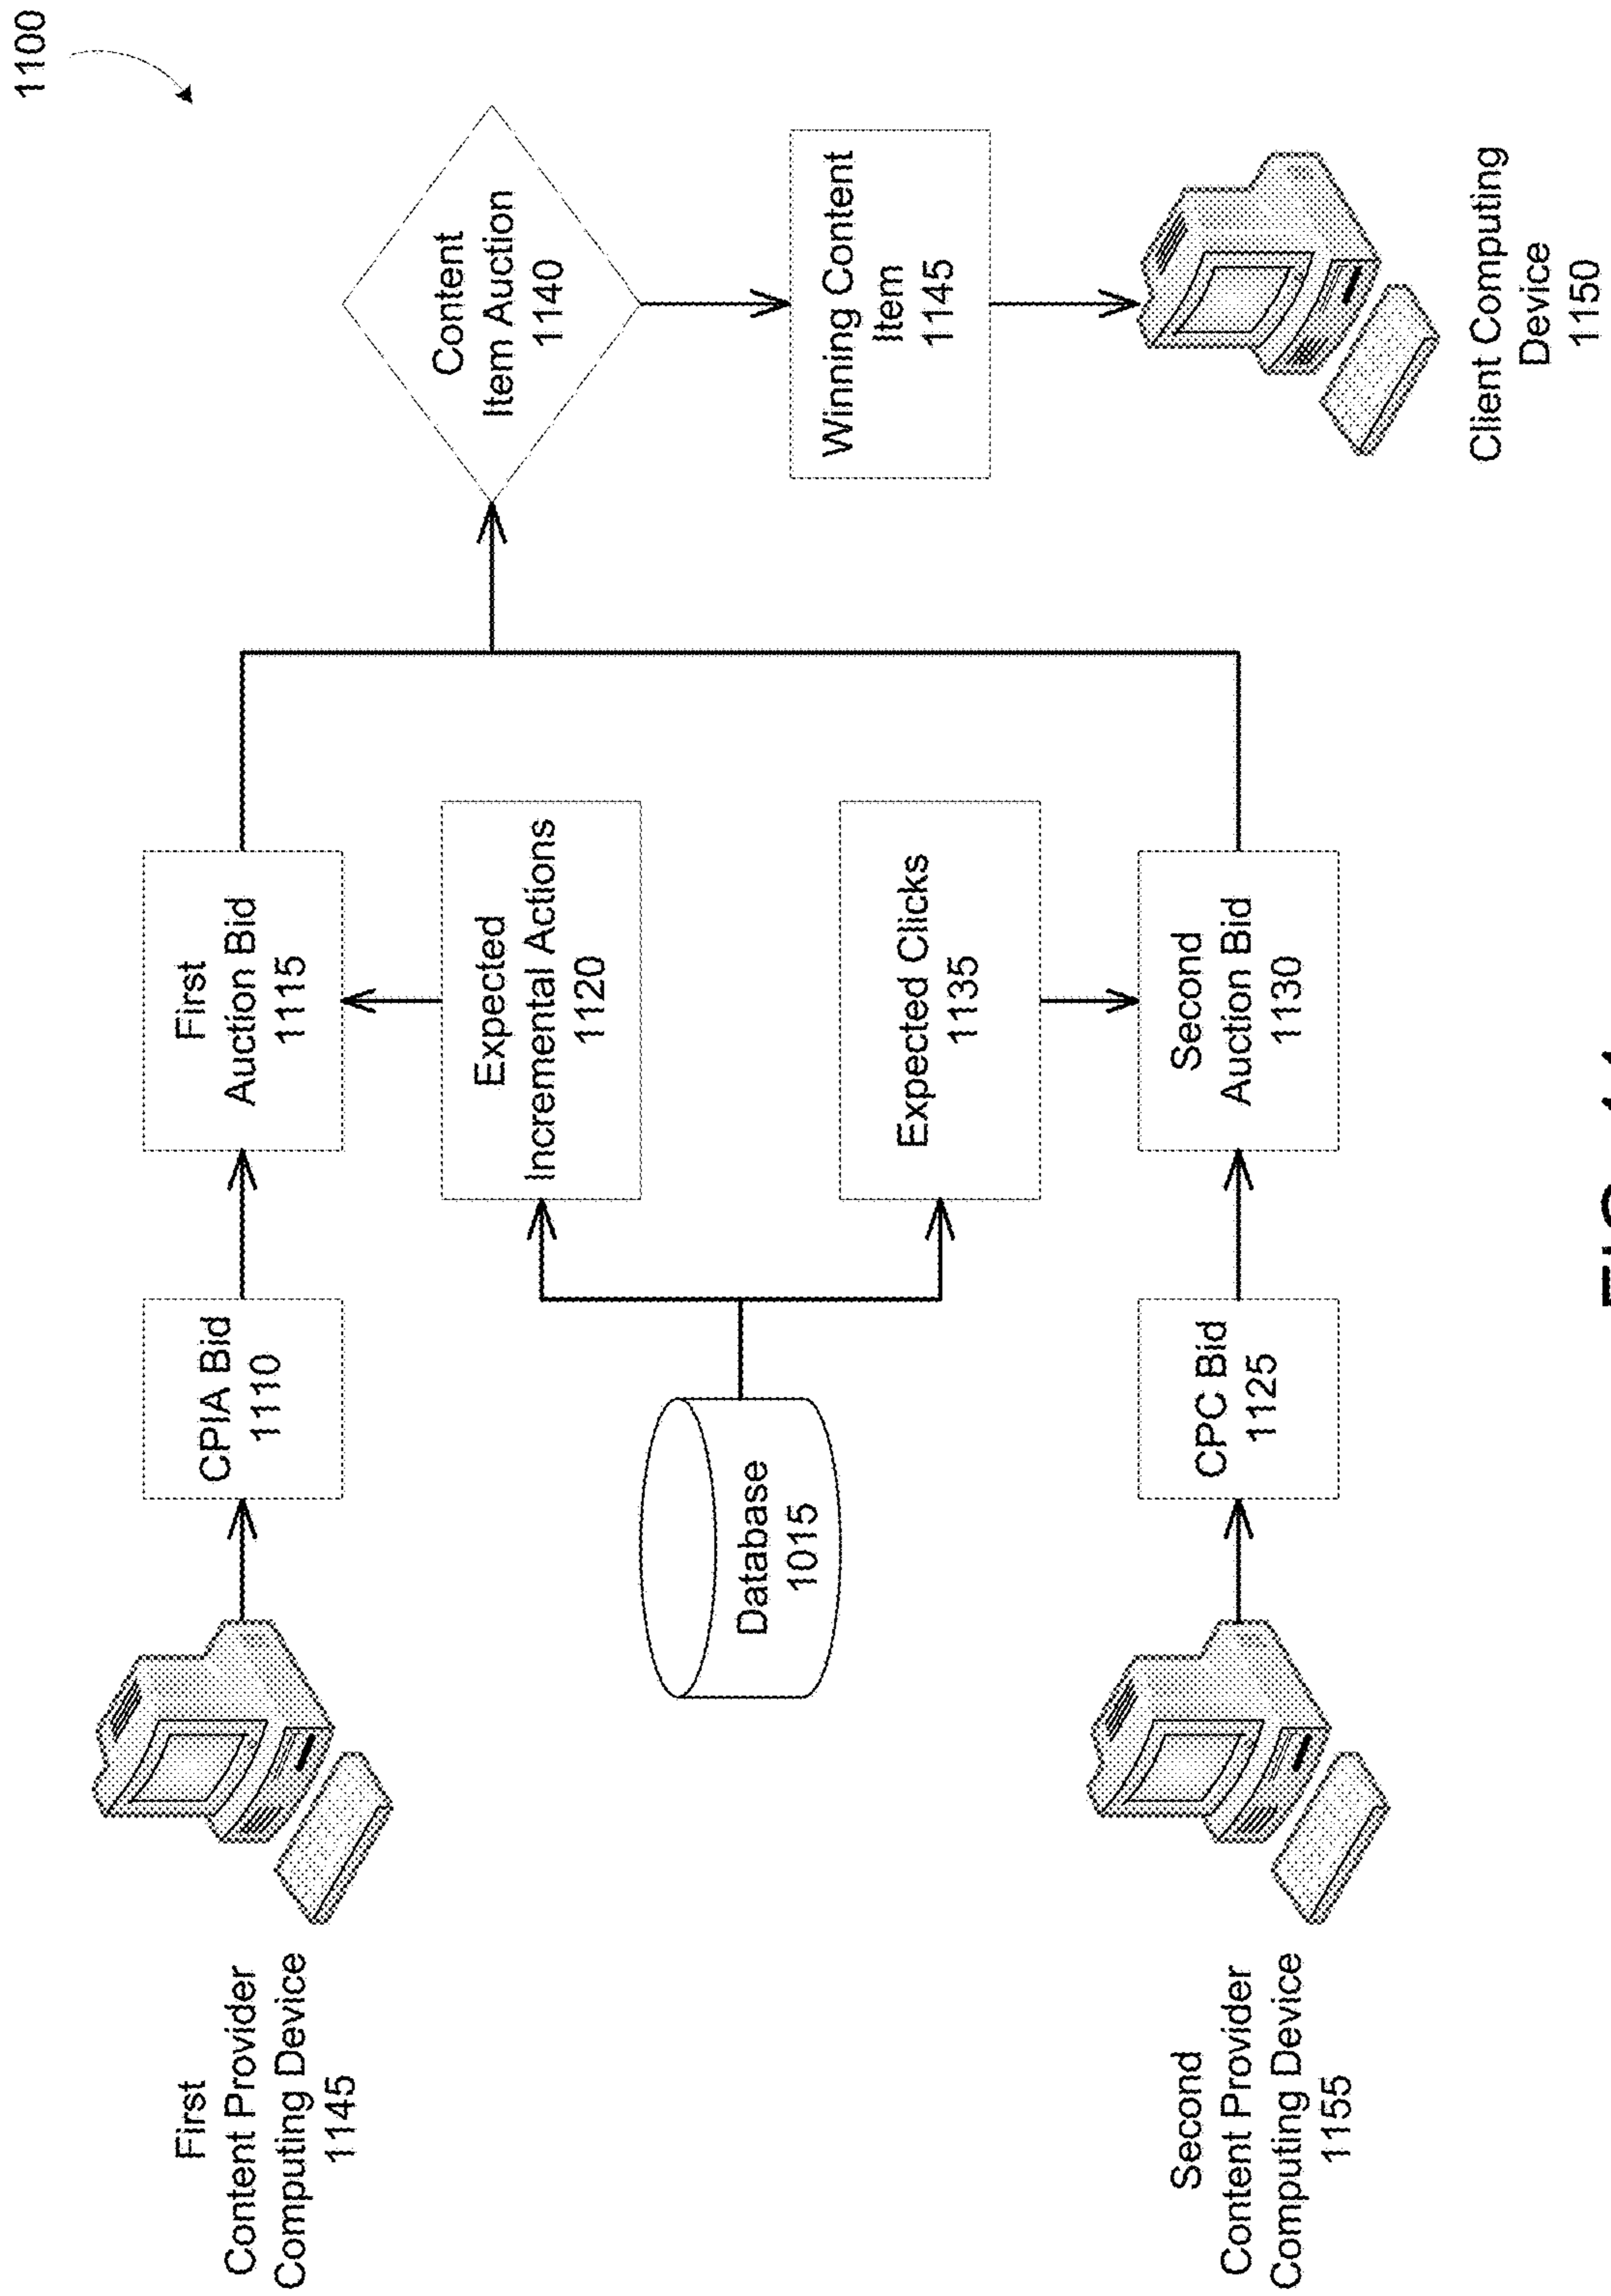 1100
First
Content Provider
Computing Device
1145
CPIA Bid
1110
First
Auction Bid
1115
Expected
Incremental Actions
1120
Content
Item Auction
1140
Database
1015
Expected Clicks
1135
Winning Content
Item
1145
Second
Content Provider
Computing Device
1155
CPC Bid
1125
Second
Auction Bid
1130
Client Computing
Device
1150